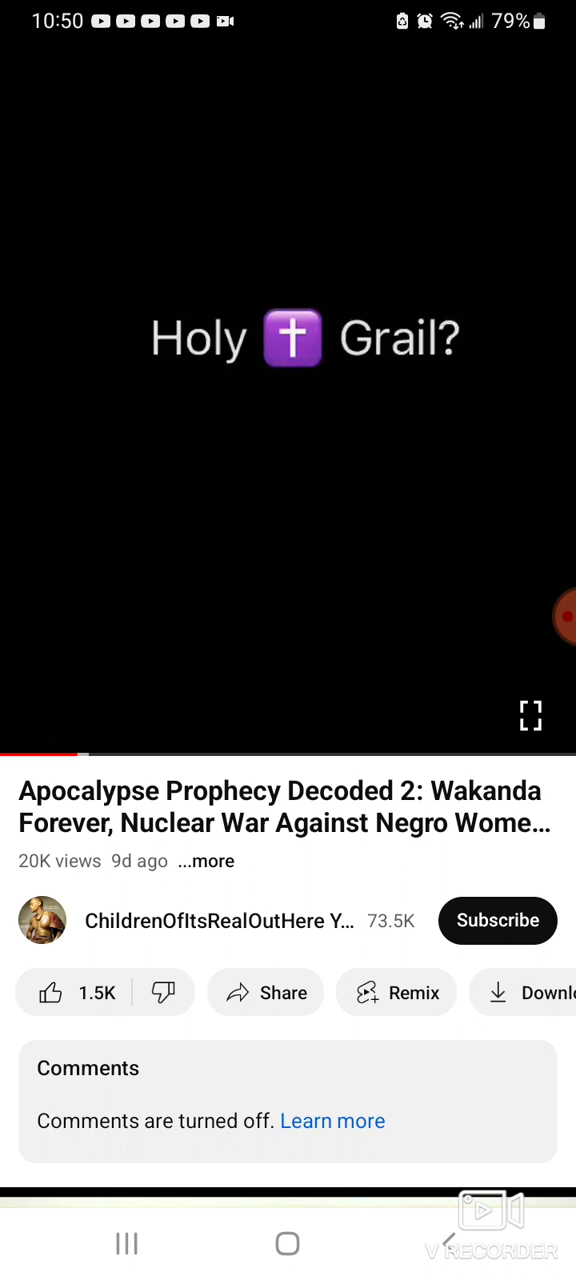 10:50 79%
Holy ✝️ Grail?
Apocalypse Prophecy Decoded 2: Wakanda
Forever, Nuclear War Against Negro Wome...
20K views 9d ago ...more
ChildrenOfItsRealOutHere Y... 73.5K Subscribe
1.5K Share Remix Downlo
Comments
Comments are turned off. Learn more
V RECORDER